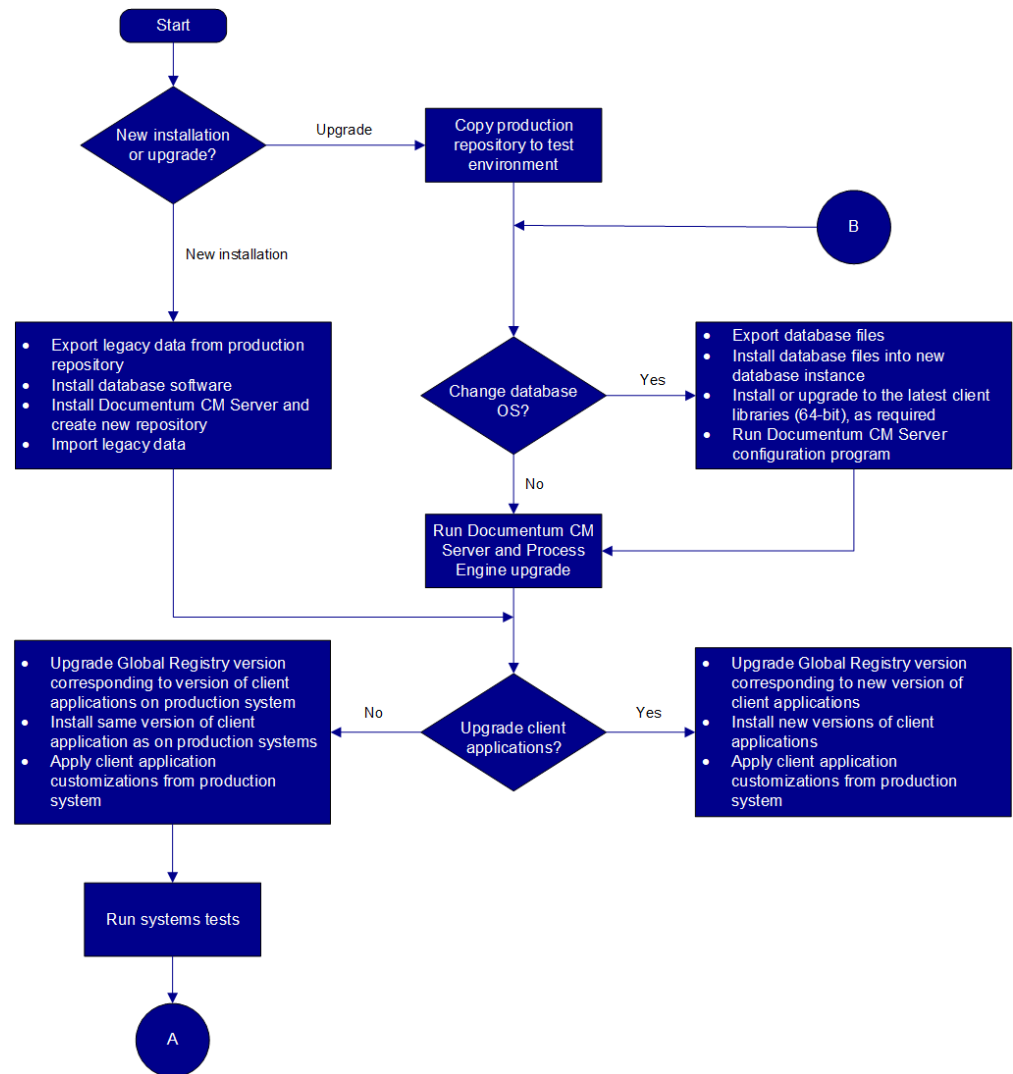 Start
New installation
or upgrade?
Upgrade
Copy production
repository to test
environment
B
New installation
• Export legacy data from production
repository
• Install database software
• Install Documentum CM Server and
create new repository
• Import legacy data
Change database
OS?
Yes
• Export database files
• Install database files into new
database instance
• Install or upgrade to the latest client
libraries (64-bit), as required
• Run Documentum CM Server
configuration program
No
Run Documentum CM
Server and Process
Engine upgrade
• Upgrade Global Registry version
corresponding to version of client
applications on production system
• Install same version of client
application as on production systems
• Apply client application
customizations from production
system
No
Upgrade client
applications?
Yes
• Upgrade Global Registry version
corresponding to new version of
client applications
• Install new versions of client
applications
• Apply client application
customizations from production
system
Run systems tests
A